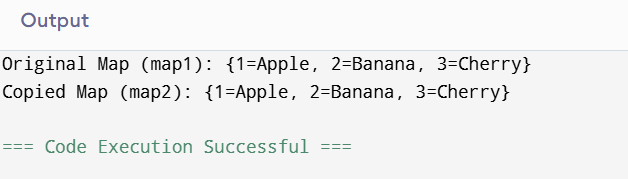 Output
Original Map (map1): {1=Apple, 2=Banana, 3=Cherry}
Copied Map (map2): {1=Apple, 2=Banana, 3=Cherry}
=== Code Execution Successful ===